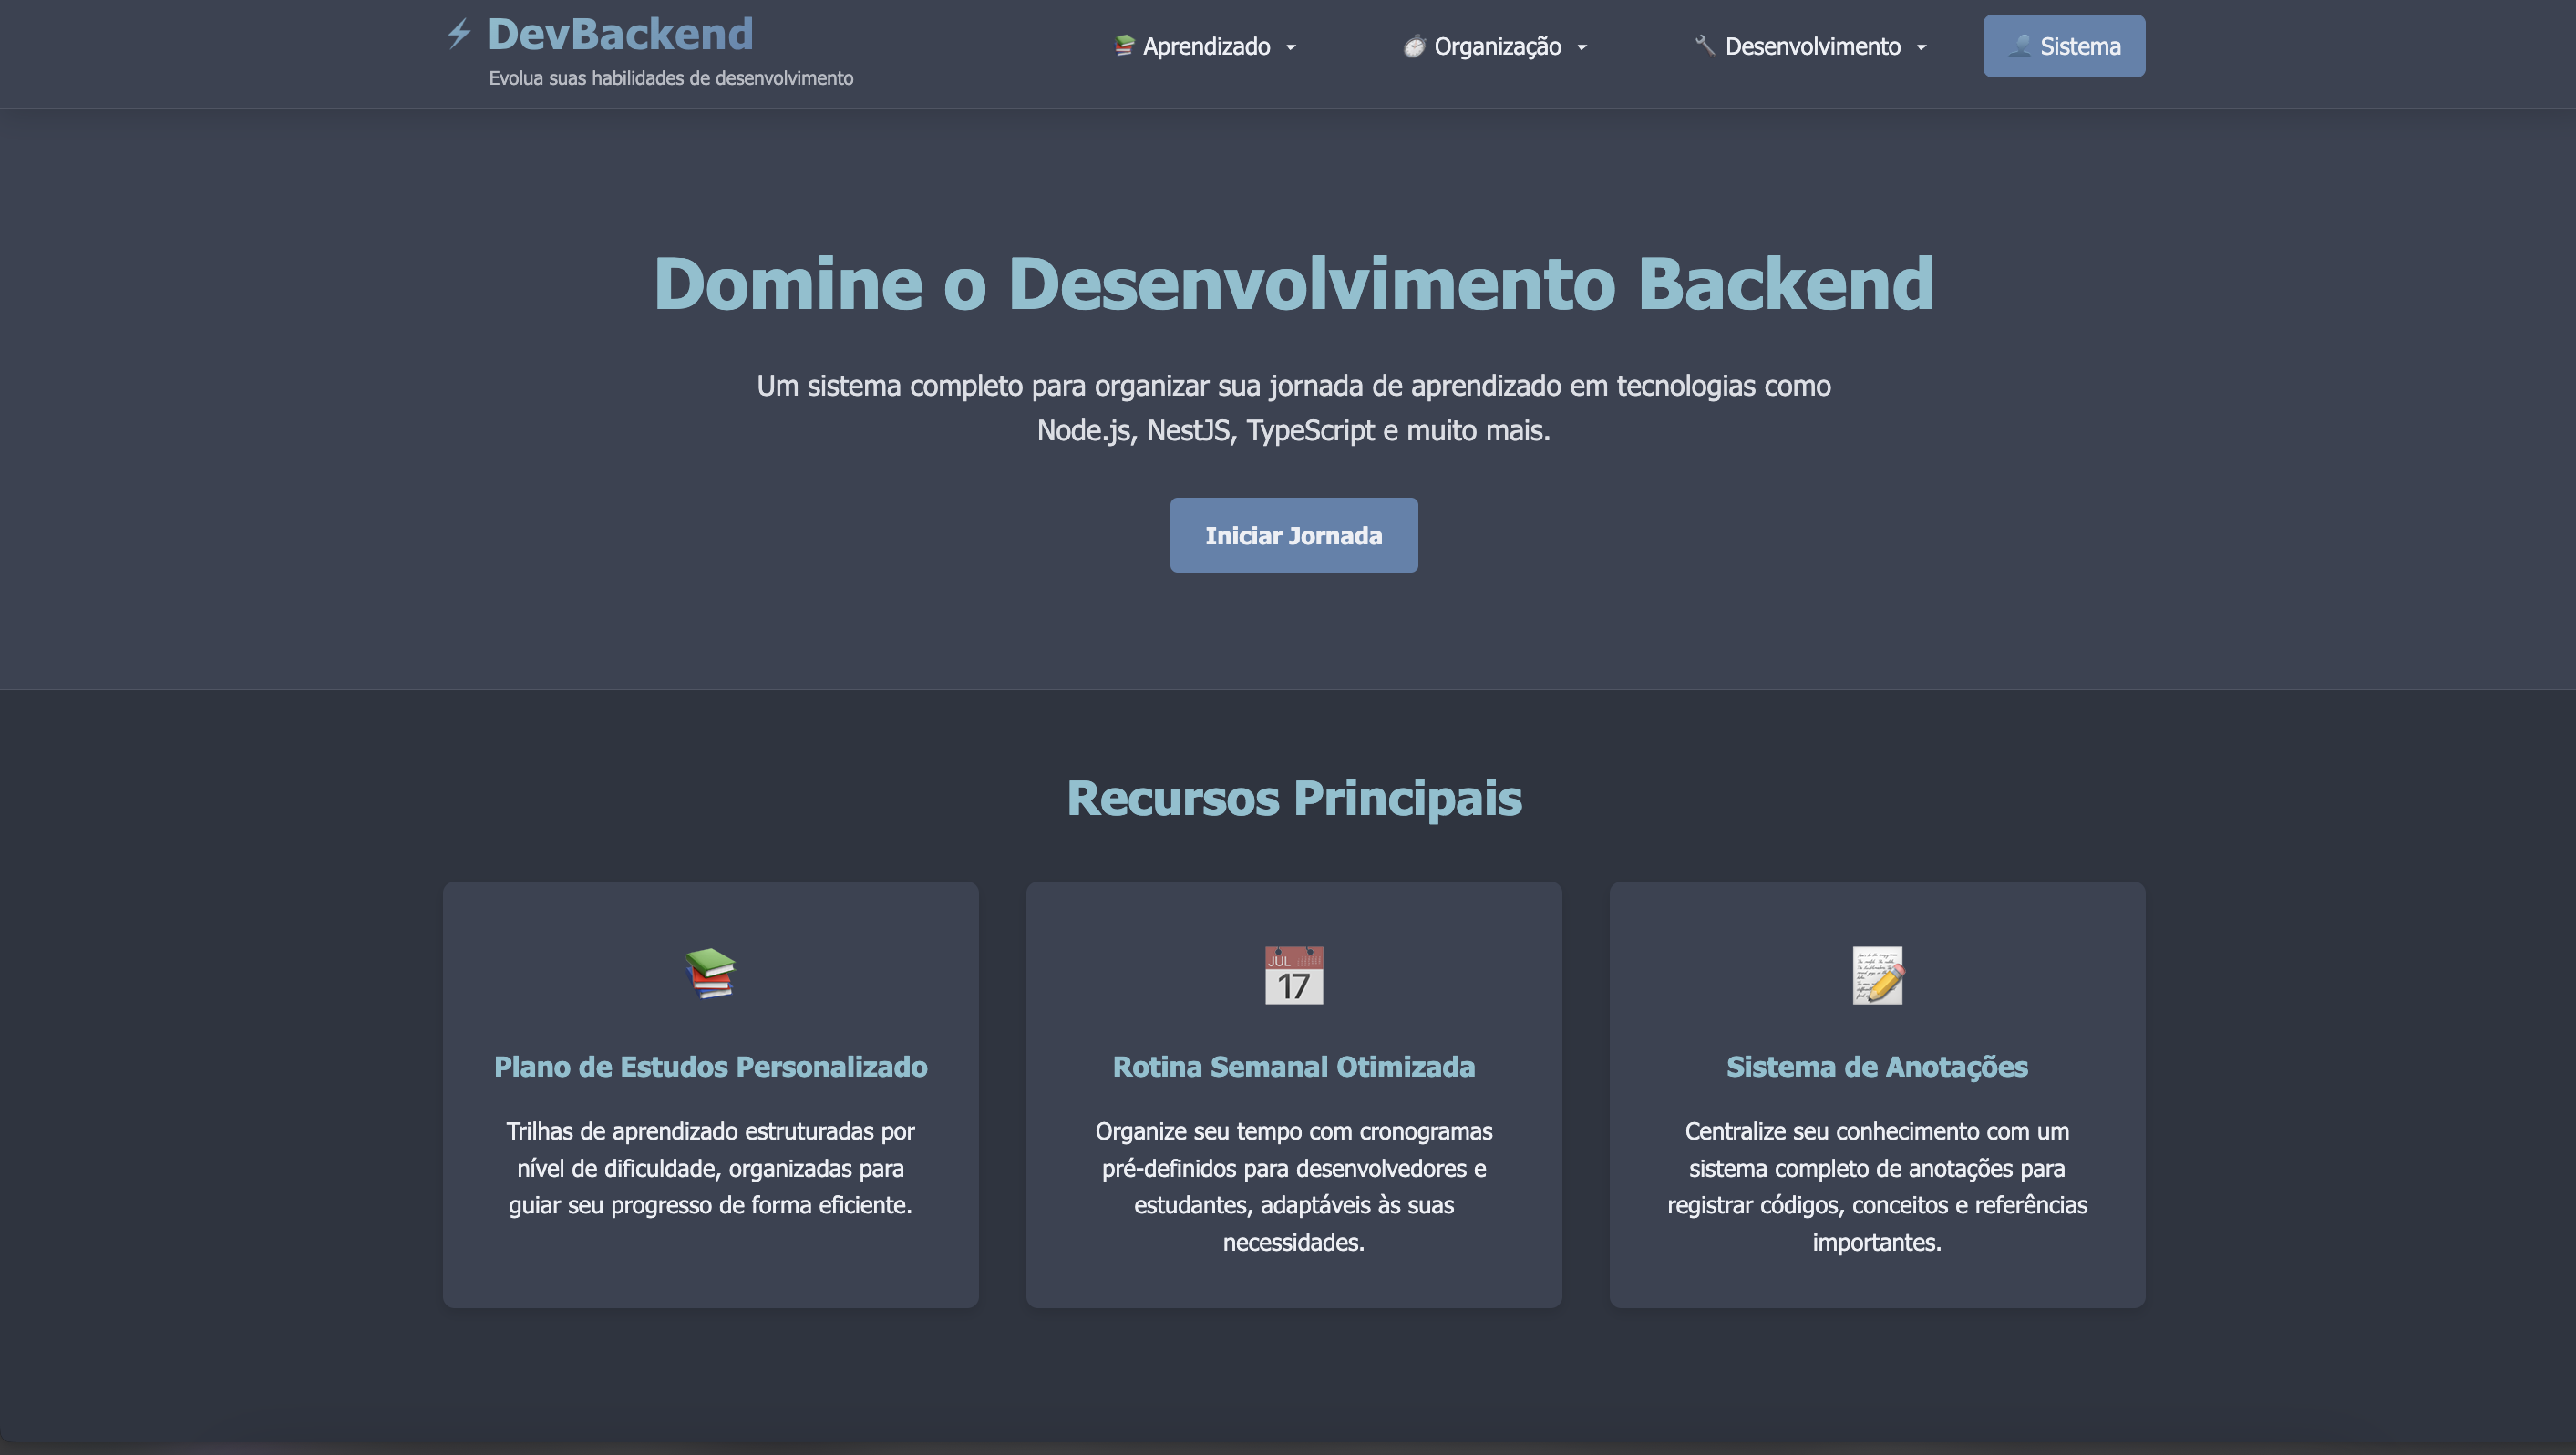 DevBackend
Evolua suas habilidades de desenvolvimento
Aprendizado
Organização
Desenvolvimento
Sistema
Domine o Desenvolvimento Backend
Um sistema completo para organizar sua jornada de aprendizado em tecnologias como
Node.js, NestJS, TypeScript e muito mais.
Iniciar Jornada
Recursos Principais
JUL
17
Plano de Estudos Personalizado
Trilhas de aprendizado estruturadas por
nível de dificuldade, organizadas para
guiar seu progresso de forma eficiente.
Rotina Semanal Otimizada
Organize seu tempo com cronogramas
pré-definidos para desenvolvedores e
estudantes, adaptáveis às suas
necessidades.
Sistema de Anotações
Centralize seu conhecimento com um
sistema completo de anotações para
registrar códigos, conceitos e referências
importantes.